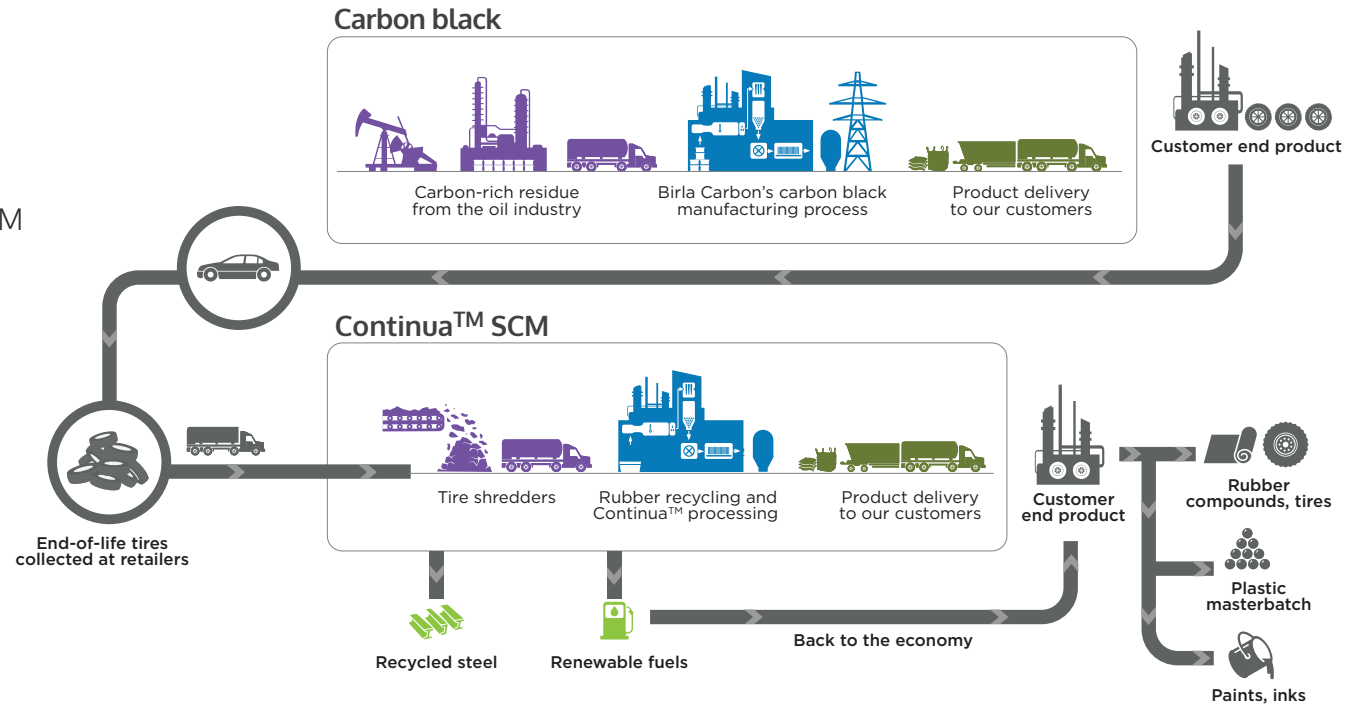 Carbon black
Carbon-rich residue
from the oil industry
Birla Carbon’s carbon black
manufacturing process
Product delivery
to our customers
Customer end product
M
Continua™ SCM
Tire shredders
Rubber recycling and
Continua™ processing
Product delivery
to our customers
Customer
end product
Rubber
compounds, tires
End-of-life tires
collected at retailers
Plastic
masterbatch
Recycled steel
Renewable fuels
Back to the economy
Paints, inks